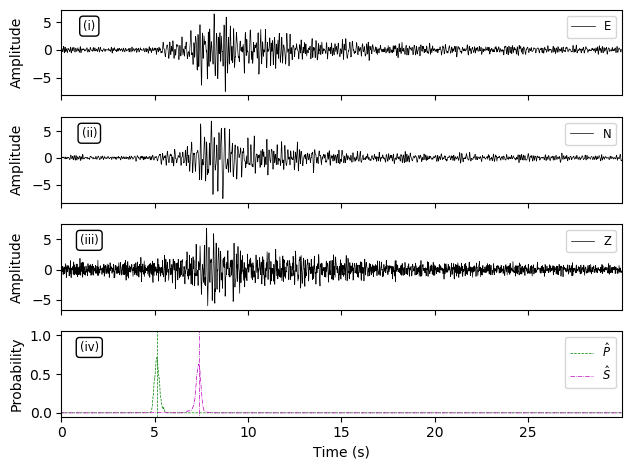 Amplitude
5
0
−5
(i)
E
Amplitude
5
0
−5
(ii)
N
Amplitude
5
0
−5
(iii)
Z
Probability
1.0
0.5
0.0
(iv)
P̂
Ŝ
0 5 10 15 20 25
Time (s)